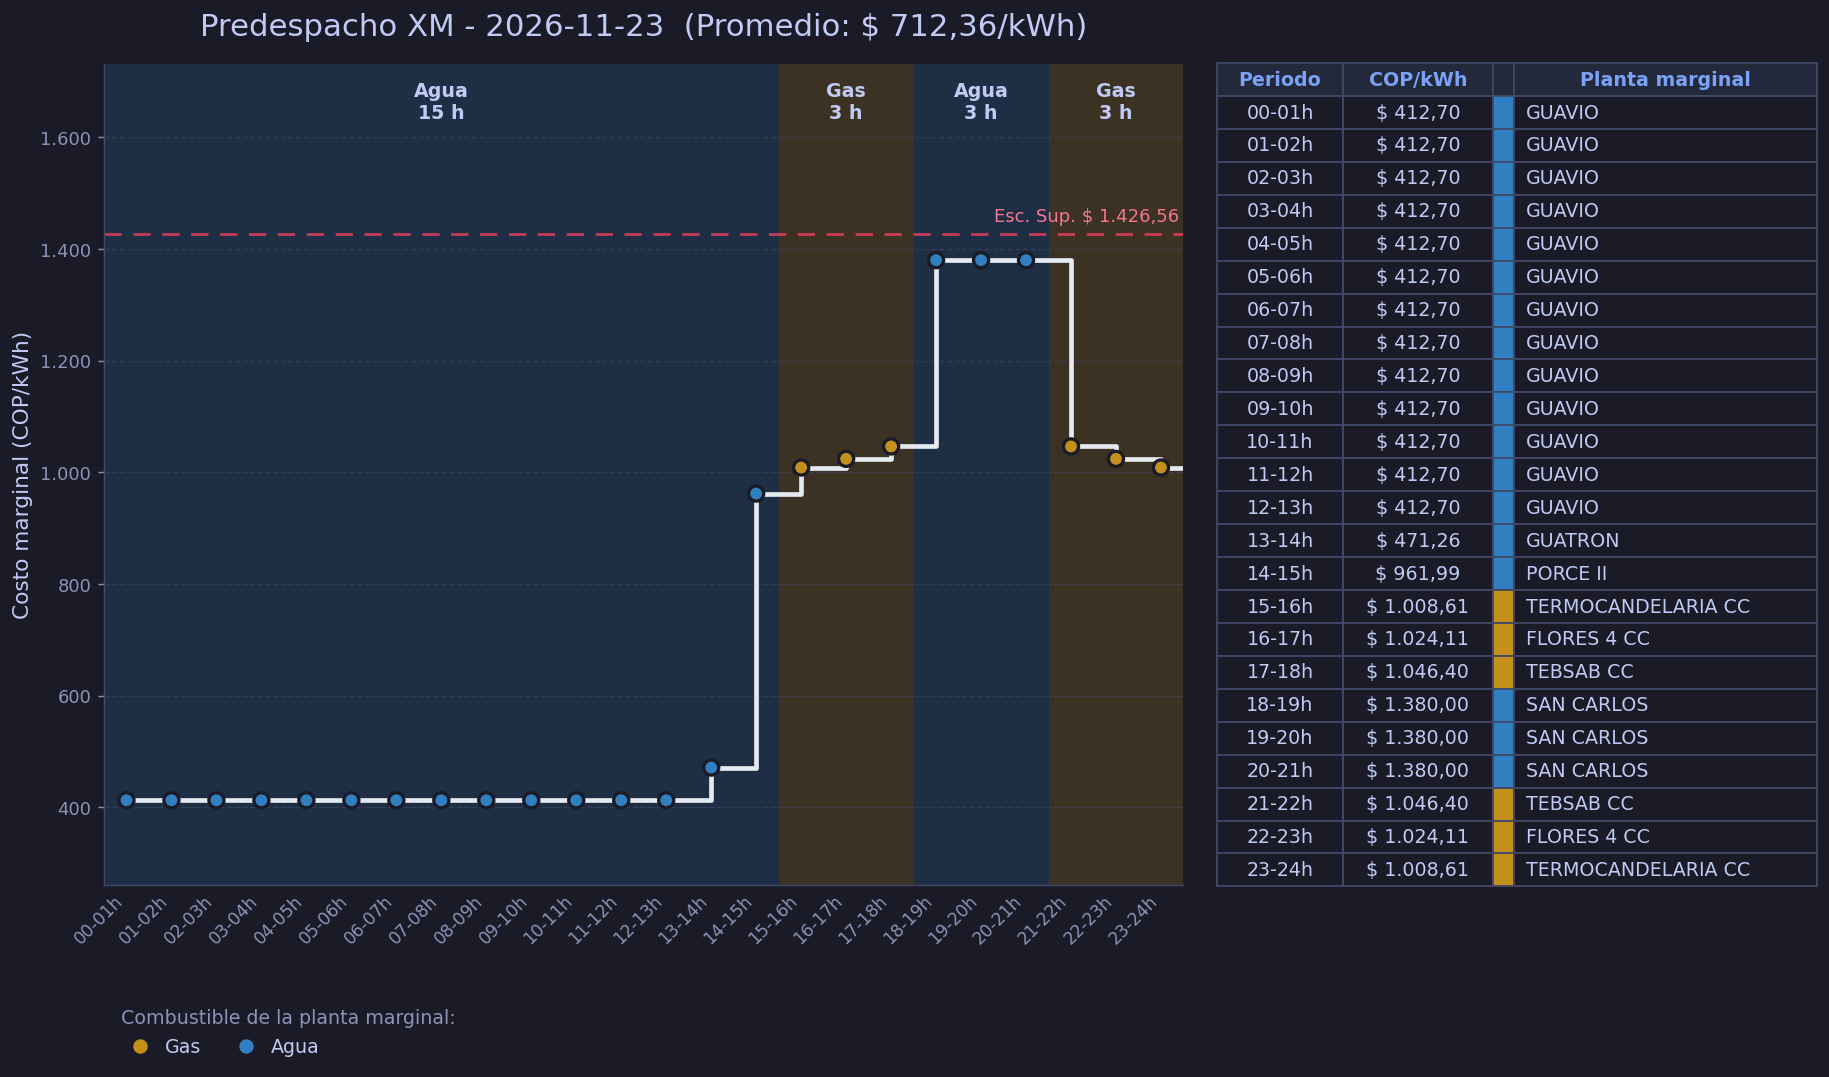 Predespacho XM - 2026-11-23  (Promedio: $ 712,36/kWh)
Agua
15 h
Gas
3 h
Agua
3 h
Gas
3 h
Esc. Sup. $ 1.426,56
Costo marginal (COP/kWh)
1.600
1.400
1.200
1.000
800
600
400
00-01h
01-02h
02-03h
03-04h
04-05h
05-06h
06-07h
07-08h
08-09h
09-10h
10-11h
11-12h
12-13h
13-14h
14-15h
15-16h
16-17h
17-18h
18-19h
19-20h
20-21h
21-22h
22-23h
23-24h
Combustible de la planta marginal:
Gas Agua
Periodo COP/kWh Planta marginal
00-01h $ 412,70 GUAVIO
01-02h $ 412,70 GUAVIO
02-03h $ 412,70 GUAVIO
03-04h $ 412,70 GUAVIO
04-05h $ 412,70 GUAVIO
05-06h $ 412,70 GUAVIO
06-07h $ 412,70 GUAVIO
07-08h $ 412,70 GUAVIO
08-09h $ 412,70 GUAVIO
09-10h $ 412,70 GUAVIO
10-11h $ 412,70 GUAVIO
11-12h $ 412,70 GUAVIO
12-13h $ 412,70 GUAVIO
13-14h $ 471,26 GUATRON
14-15h $ 961,99 PORCE II
15-16h $ 1.008,61 TERMOCANDELARIA CC
16-17h $ 1.024,11 FLORES 4 CC
17-18h $ 1.046,40 TEBSAB CC
18-19h $ 1.380,00 SAN CARLOS
19-20h $ 1.380,00 SAN CARLOS
20-21h $ 1.380,00 SAN CARLOS
21-22h $ 1.046,40 TEBSAB CC
22-23h $ 1.024,11 FLORES 4 CC
23-24h $ 1.008,61 TERMOCANDELARIA CC